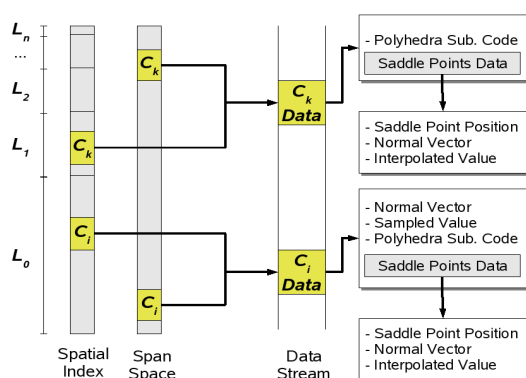 Lₙ
...
L₂
L₁
L₀
Cₖ
Cᵢ
Cₖ
Cᵢ
Cₖ
Data
Cᵢ
Data
- Polyhedra Sub. Code
Saddle Points Data
- Saddle Point Position
- Normal Vector
- Interpolated Value
- Normal Vector
- Sampled Value
- Polyhedra Sub. Code
Saddle Points Data
- Saddle Point Position
- Normal Vector
- Interpolated Value
Spatial
Index
Span
Space
Data
Stream